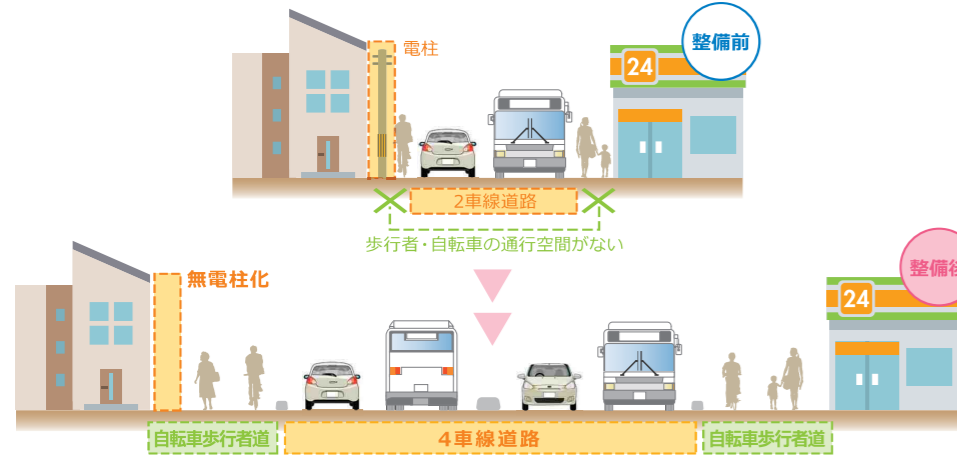 整備前
電柱
24
2車線道路
歩行者・自転車の通行空間がない
整備後
無電柱化
24
自転車歩行者道
4車線道路
自転車歩行者道